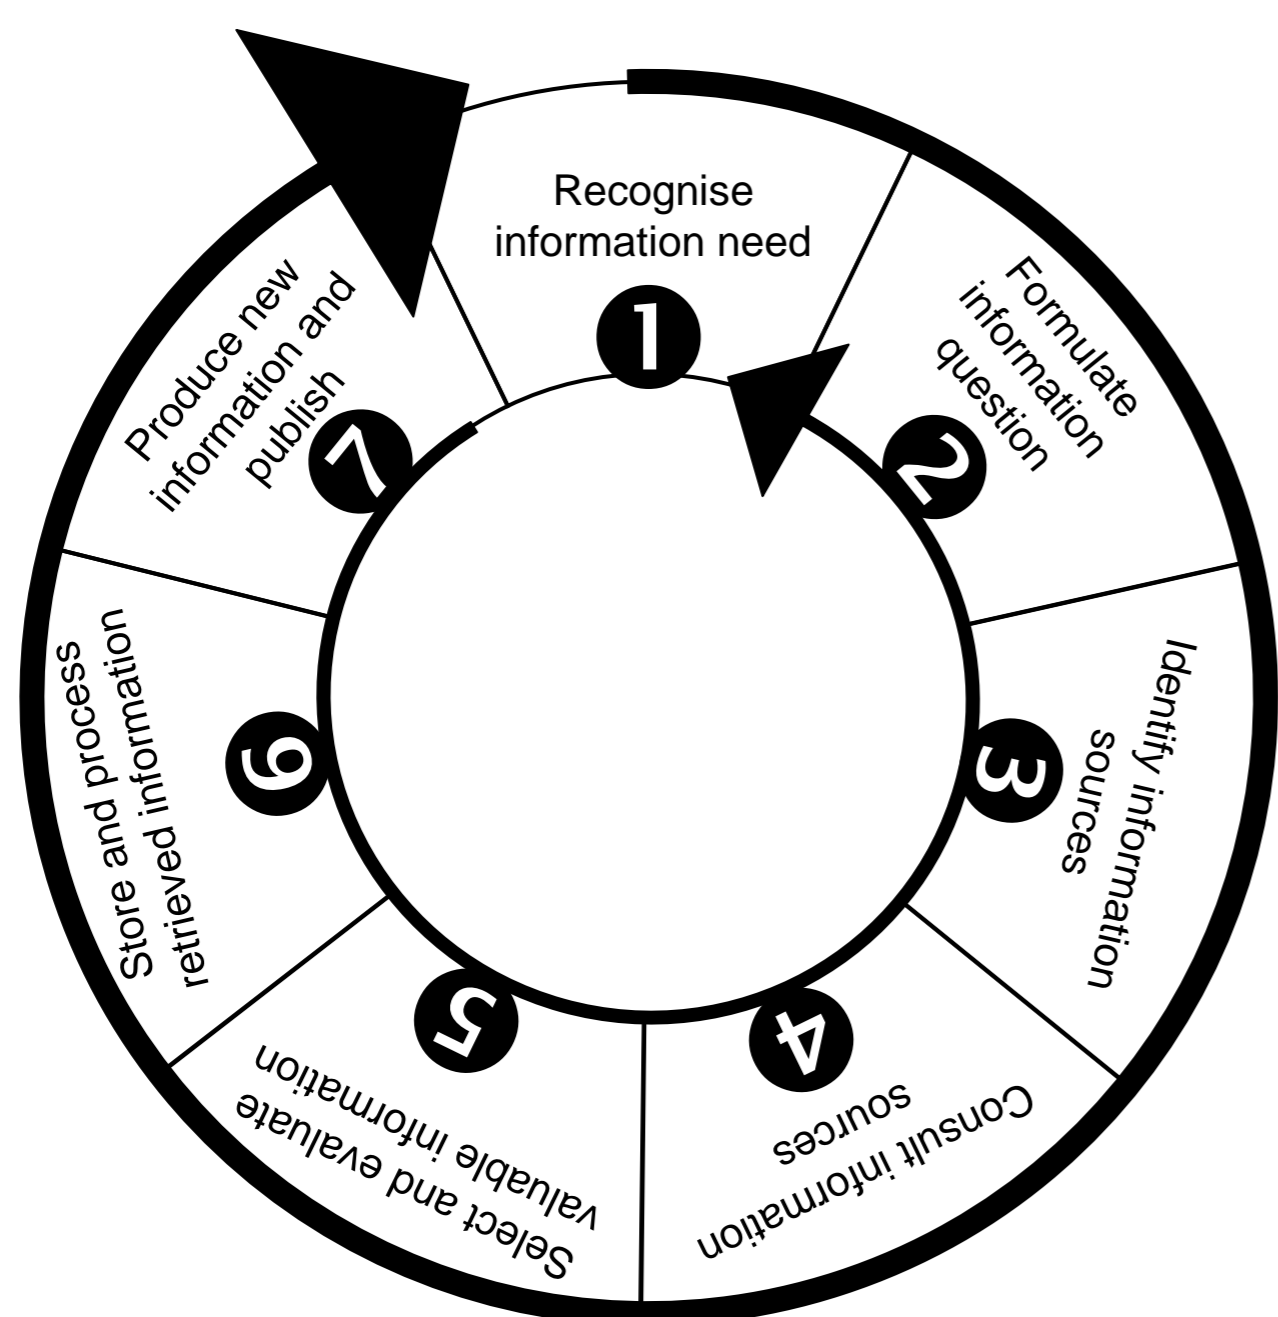 Recognise
information need
1
Formulate
information
question
2
Identify information
sources
3
Consult information
sources
4
Select and evaluate
valuable information
5
Store and process
retrieved information
6
Produce new
information and
publish
7